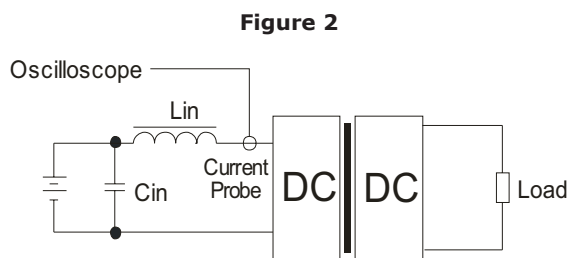 Figure 2
Oscilloscope
Lin
Cin
Current
Probe
DC
DC
Load